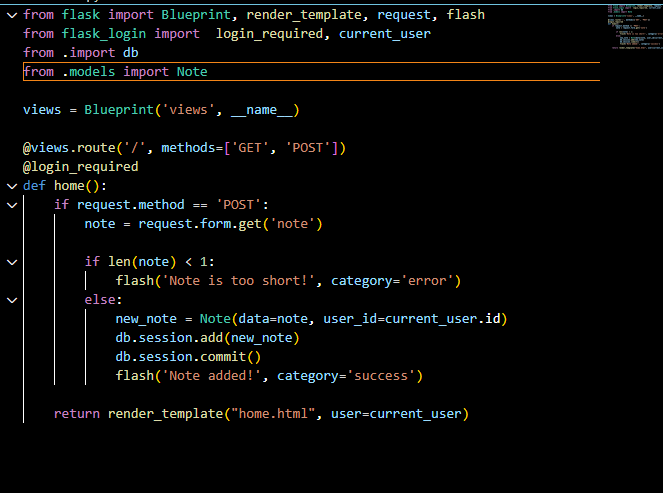 from flask import Blueprint, render_template, request, flash
from flask_login import  login_required, current_user
from .import db
from .models import Note

views = Blueprint('views', __name__)

@views.route('/', methods=['GET', 'POST'])
@login_required
def home():
    if request.method == 'POST':
        note = request.form.get('note')

        if len(note) < 1:
            flash('Note is too short!', category='error')
        else:
            new_note = Note(data=note, user_id=current_user.id)
            db.session.add(new_note)
            db.session.commit()
            flash('Note added!', category='success')

    return render_template("home.html", user=current_user)